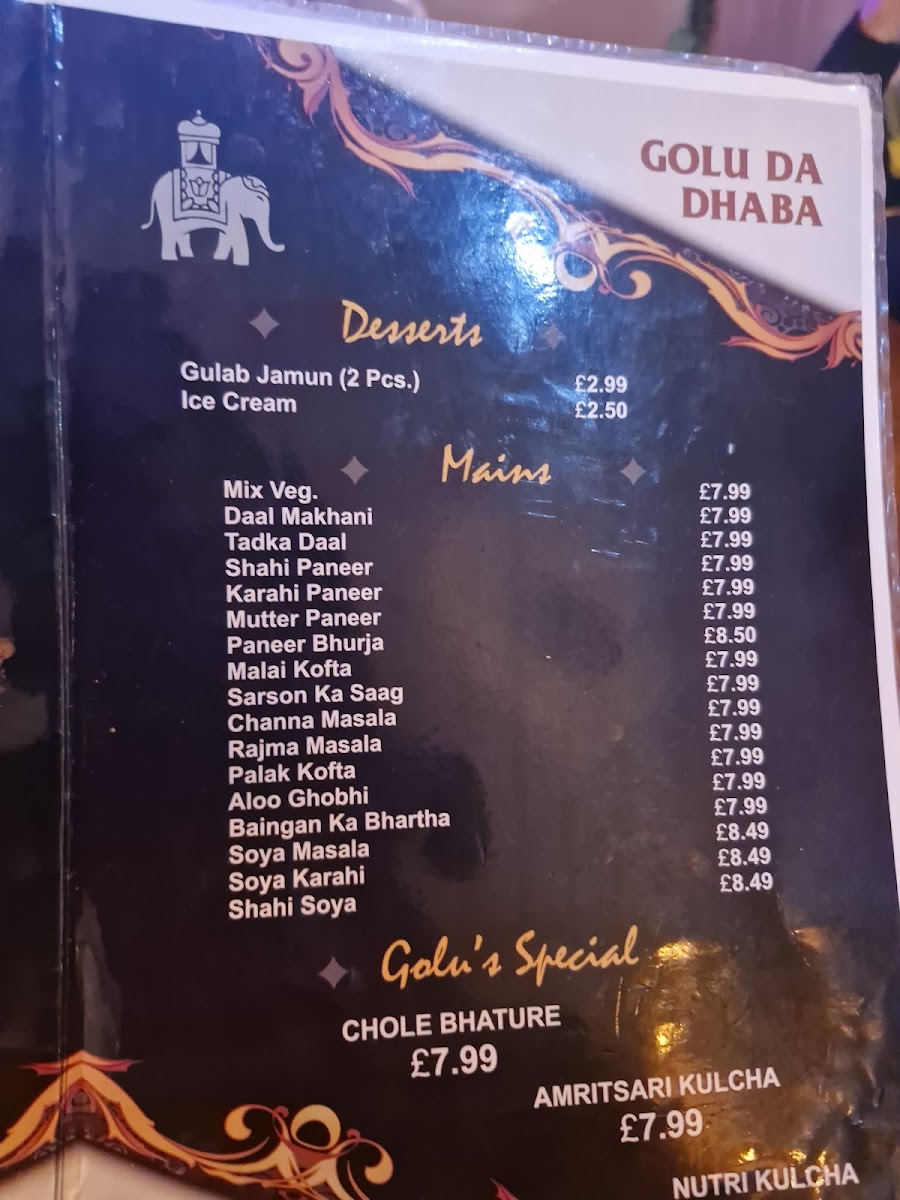 GOLU DA
DHABA
Desserts
Gulab Jamun (2 Pcs.) £2.99
Ice Cream £2.50
Mains
Mix Veg. £7.99
Daal Makhani £7.99
Tadka Daal £7.99
Shahi Paneer £7.99
Karahi Paneer £7.99
Mutter Paneer £7.99
Paneer Bhurja £8.50
Malai Kofta £7.99
Sarson Ka Saag £7.99
Channa Masala £7.99
Rajma Masala £7.99
Palak Kofta £7.99
Aloo Ghobhi £7.99
Baingan Ka Bhartha £7.99
Soya Masala £8.49
Soya Karahi £8.49
Shahi Soya £8.49
Golu's Special
CHOLE BHATURE
£7.99
AMRITSARI KULCHA
£7.99
NUTRI KULCHA